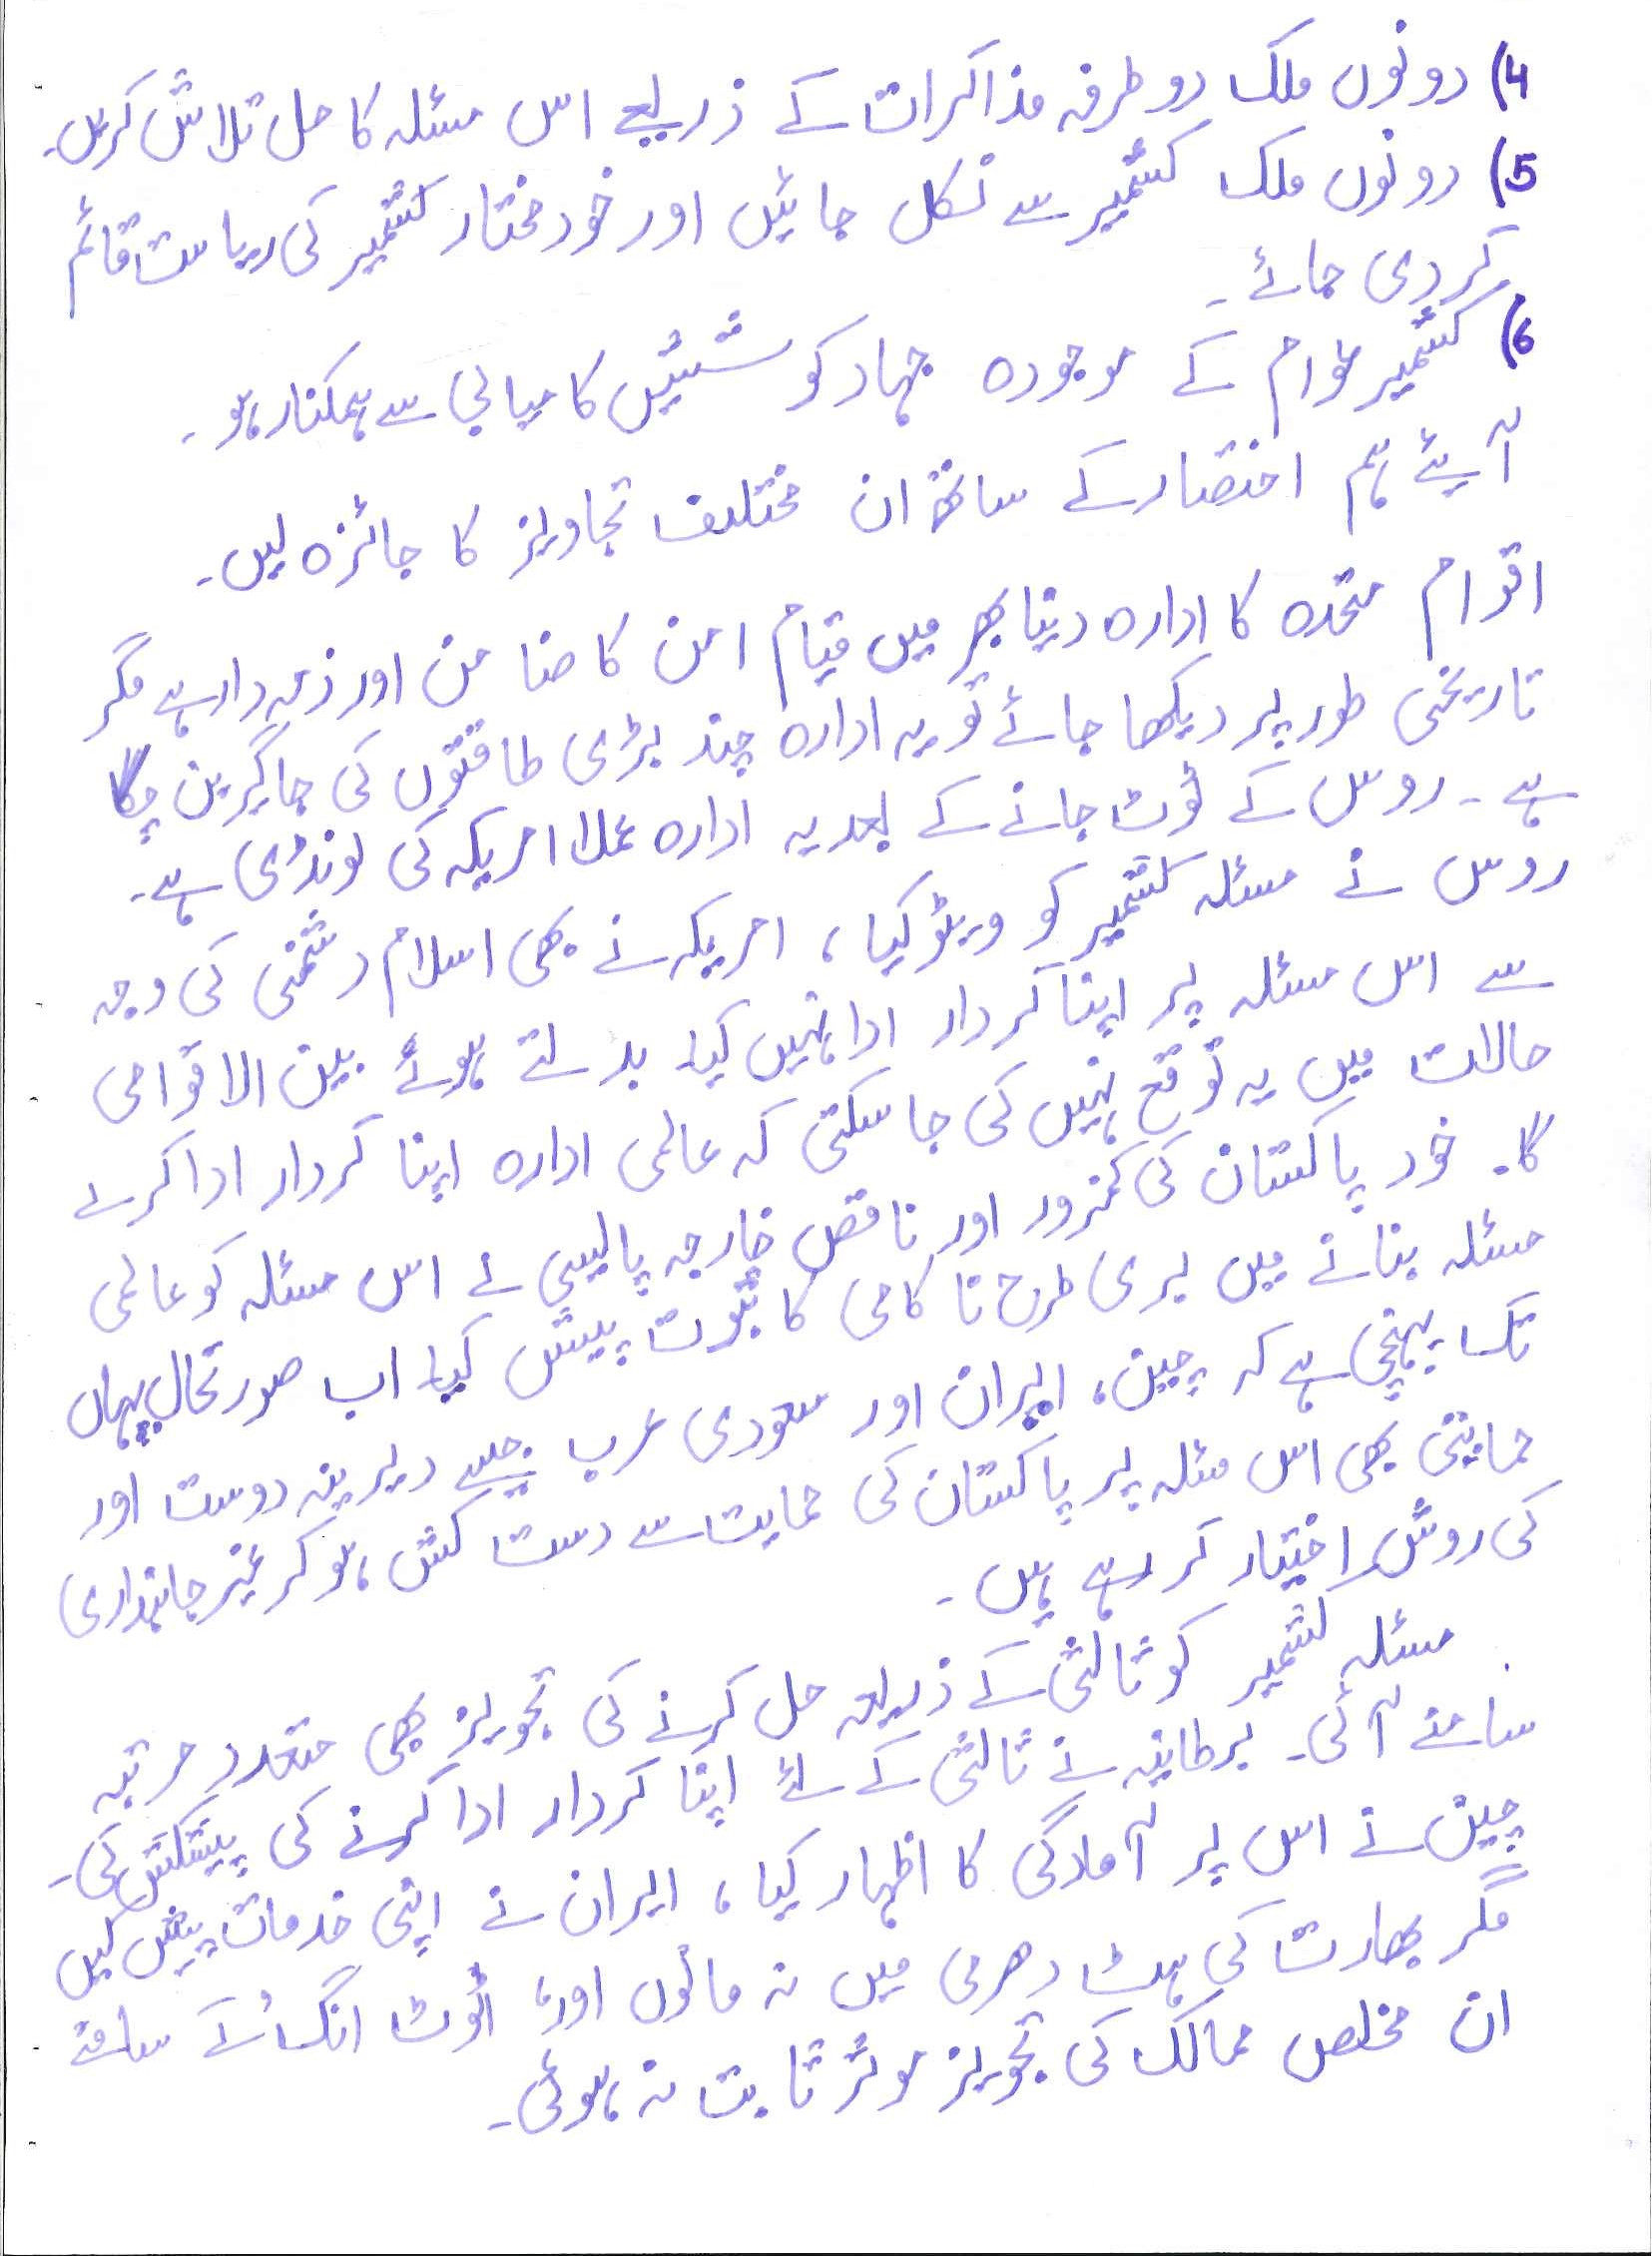 4) دونوں ملک دو طرفہ مذاکرات کے ذریعے اس مسئلہ کا حل تلاش کریں۔
5) دونوں ملک کشمیر سے نکل جائیں اور خود مختار کشمیر کی ریاست قائم
کر دی جائے۔
6) کشمیر عوام کے موجودہ جہاد کو ششیں کامیابی سے ہمکنار ہو۔
آیئے ہم اختصار کے ساتھ ان مختلف تجاویز کا جائزہ لیں۔
اقوام متحدہ کا ادارہ دنیا بھر میں قیام امن کا ضامن اور ذمہ دار ہے مگر
تاریخی طور پر دیکھا جائے تو یہ ادارہ چند بڑی طاقتوں کی جاگیر بن چکا
ہے۔ روس کے ٹوٹ جانے کے بعد یہ ادارہ عملا امریکہ کی لونڈی ہے۔
روس نے مسئلہ کشمیر کو ویٹو کیا، امریکہ نے بھی اسلام دشمنی کی وجہ
سے اس مسئلہ پر اپنا کردار ادا نہیں کیا۔ بدلتے ہوئے بین الاقوامی
حالات میں یہ توقع نہیں کی جا سکتی کہ عالمی ادارہ اپنا کردار ادا کرے
گا۔ خود پاکستان کی کمزور اور ناقص خارجہ پالیسی نے اس مسئلہ کو عالمی
مسئلہ بنانے میں بری طرح ناکامی کا ثبوت پیش کیا۔ اب صورتحال یہاں
تک پہنچی ہے کہ چین، ایران اور سعودی عرب جیسے دیرینہ دوست اور
حمایتی بھی اس مئلہ پر پاکستان کی حمایت سے دست کش ہو کر غیر جانبداری
کی روش اختیار کر رہے ہیں۔
مسئلہ کشمیر کو ثالثی کے ذریعہ حل کرنے کی تجویز بھی متعدد مرتبہ
سامنے آئی۔ برطانیہ نے ثالثی کے لئے اپنا کردار ادا کرنے کی پیشکش کی۔
چین نے اس پر آمادگی کا اظہار کیا، ایران نے اپنی خدمات پیش کیں
مگر بھارت کی ہٹ دھرمی میں نہ مانوں اور، اٹوٹ انگ کے سامنے
ان مخلص ممالک کی تجویز موثر ثابت نہ ہوئی۔